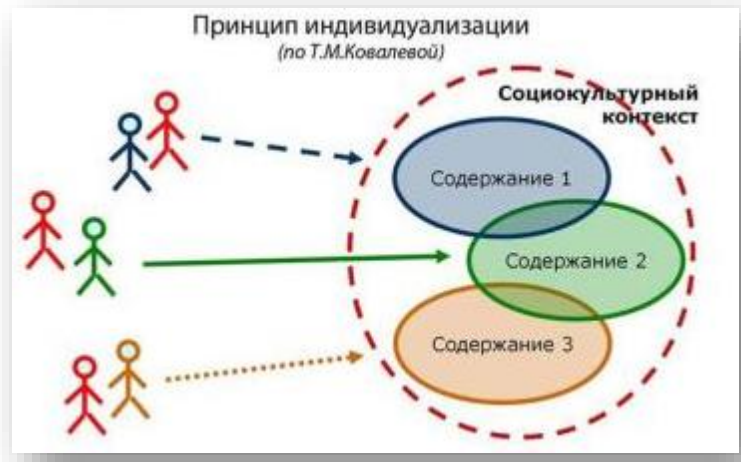 Принцип индивидуализации
(по Т.М.Ковалевой)
Социокультурный
контекст
Содержание 1
Содержание 2
Содержание 3